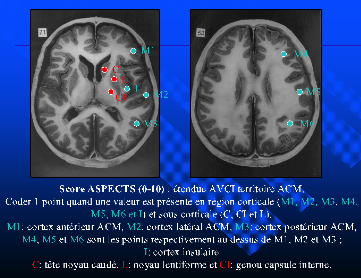 M1
M2
M3
I
M4
M5
M6
Score ASPECTS (0-10) : étendue AVCI territoire ACM,
Coder 1 point quand une valeur est présente en région corticale (M1, M2, M3, M4,
M5, M6 et I) et sous-corticale (C, CI et L).
M1: cortex antérieur ACM, M2: cortex latéral ACM, M3: cortex postérieur ACM,
M4, M5 et M6 sont les points respectivement au dessus de M1, M2 et M3 ;
I: cortex insulaire
C: tête noyau caudé, L: noyau lentiforme et CI: genou capsule interne.